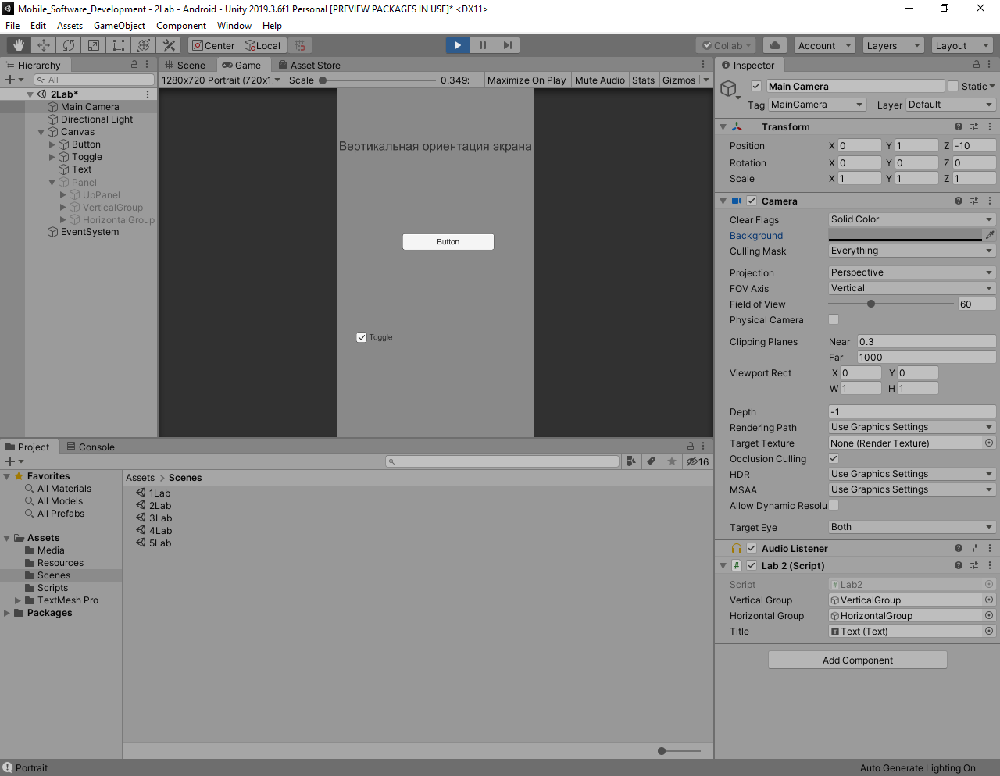 Mobile_Software_Development - 2Lab - Android - Unity 2019.3.6f1 Personal [PREVIEW PACKAGES IN USE]* <DX11>
File Edit Assets GameObject Component Window Help
Center Local Collab Account Layers Layout
Hierarchy
All
2Lab*
Main Camera
Directional Light
Canvas
Button
Toggle
Text
Panel
UpPanel
VerticalGroup
HorizontalGroup
EventSystem
Scene Game Asset Store
1280x720 Portrait (720x1 Scale 0.349: Maximize On Play Mute Audio Stats Gizmos
Вертикальная ориентация экрана
Button
Toggle
Inspector
Main Camera Static
Tag MainCamera Layer Default
Transform
Position X 0 Y 1 Z -10
Rotation X 0 Y 0 Z 0
Scale X 1 Y 1 Z 1
Camera
Clear Flags Solid Color
Background
Culling Mask Everything
Projection Perspective
FOV Axis Vertical
Field of View 60
Physical Camera
Clipping Planes Near 0.3
Far 1000
Viewport Rect X 0 Y 0
W 1 H 1
Depth -1
Rendering Path Use Graphics Settings
Target Texture None (Render Texture)
Occlusion Culling
HDR Use Graphics Settings
MSAA Use Graphics Settings
Allow Dynamic Resolu
Target Eye Both
Audio Listener
# Lab 2 (Script)
Script # Lab2
Vertical Group VerticalGroup
Horizontal Group HorizontalGroup
Title T Text (Text)
Add Component
Project Console
16
Favorites
All Materials
All Models
All Prefabs
Assets
Media
Resources
Scenes
Scripts
TextMesh Pro
Packages
Assets > Scenes
1Lab
2Lab
3Lab
4Lab
5Lab
Portrait
Auto Generate Lighting On